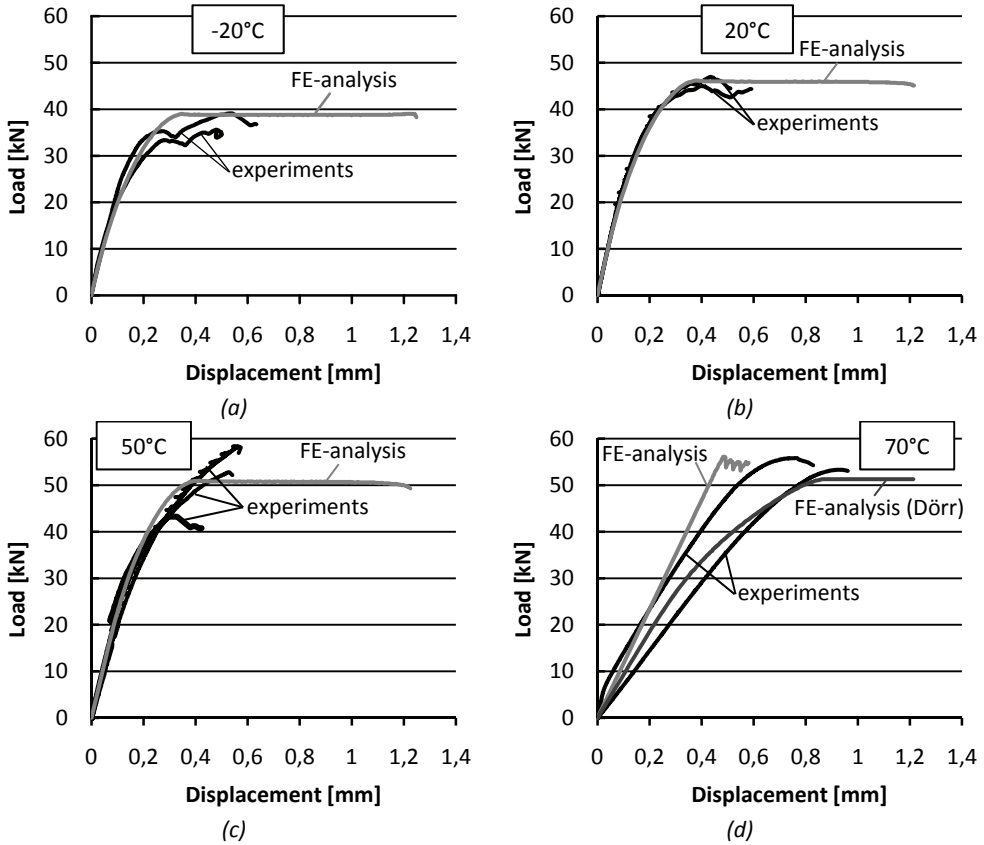 -20°C
60
50
40
30
20
10
0
Load [kN]
FE-analysis
experiments
0 0,2 0,4 0,6 0,8 1 1,2 1,4
Displacement [mm]
(a)
20°C
60
50
40
30
20
10
0
Load [kN]
FE-analysis
experiments
0 0,2 0,4 0,6 0,8 1 1,2 1,4
Displacement [mm]
(b)
50°C
60
50
40
30
20
10
0
Load [kN]
FE-analysis
experiments
0 0,2 0,4 0,6 0,8 1 1,2 1,4
Displacement [mm]
(c)
70°C
60
50
40
30
20
10
0
Load [kN]
FE-analysis
FE-analysis (Dörr)
experiments
0 0,2 0,4 0,6 0,8 1 1,2 1,4
Displacement [mm]
(d)